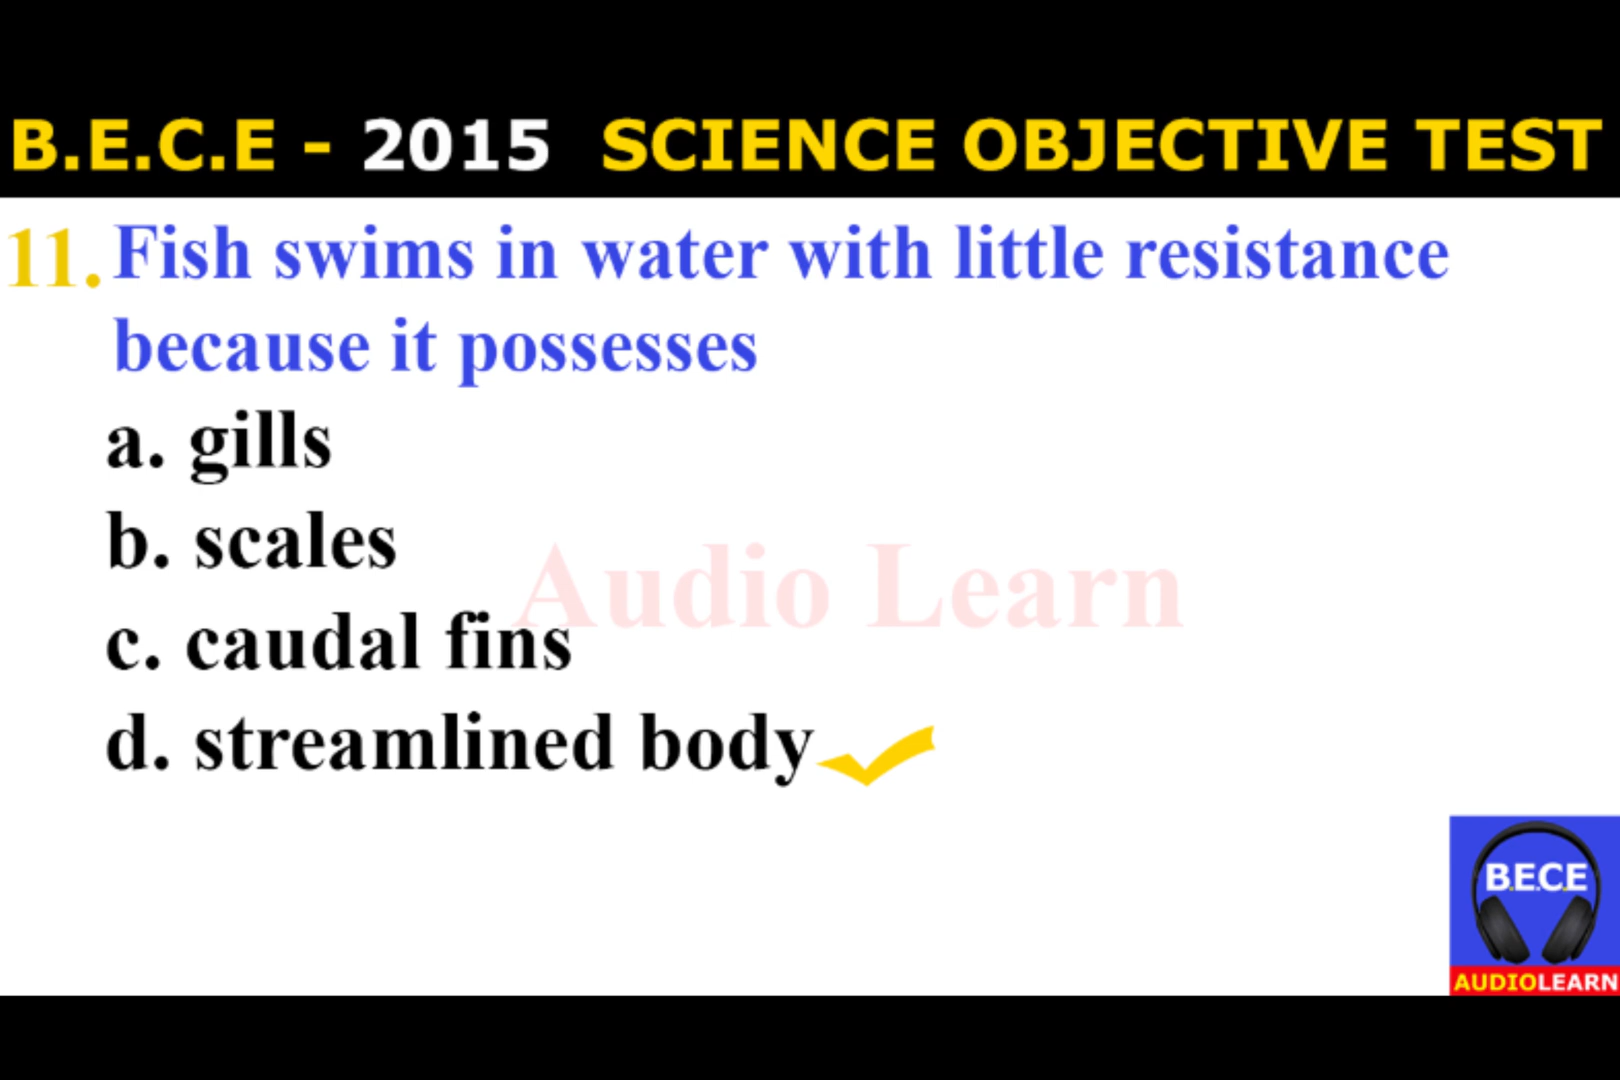 B.E.C.E - 2015 SCIENCE OBJECTIVE TEST
11. Fish swims in water with little resistance
because it possesses
a. gills
b. scales
Audio Learn
c. caudal fins
d. streamlined body
B.E.C.E
AUDIOLEARN